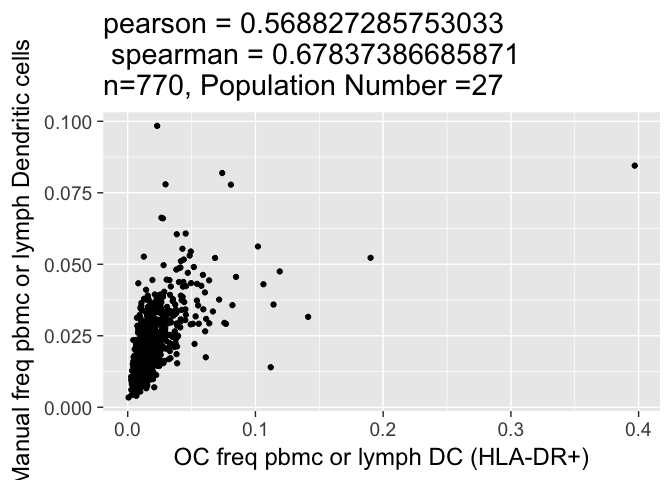 pearson = 0.568827285753033
spearman = 0.67837386685871
n=770, Population Number =27
Manual freq pbmc or lymph Dendritic cells
0.100
0.075
0.050
0.025
0.000
0.0 0.1 0.2 0.3 0.4
OC freq pbmc or lymph DC (HLA-DR+)